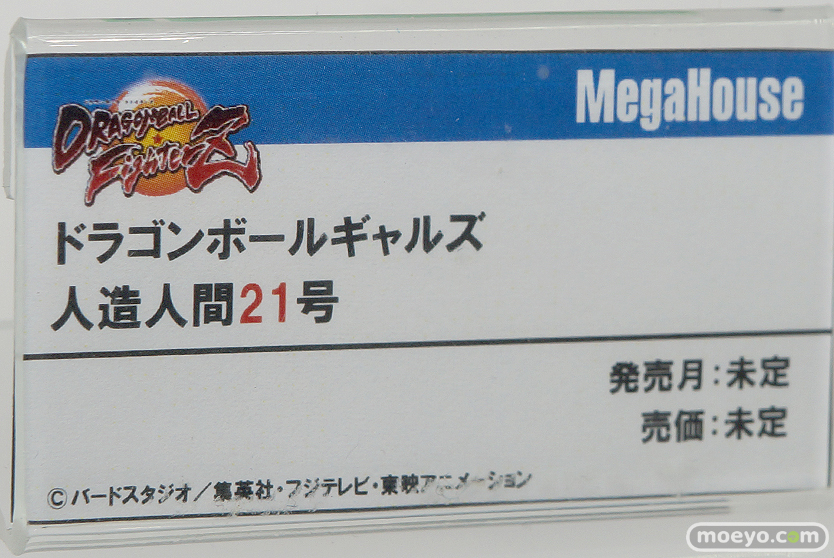 MegaHouse
DRAGONBALL
FighterZ
ドラゴンボールギャルズ
人造人間21号
発売月:未定
売価:未定
©バードスタジオ/集英社・フジテレビ・東映アニメーション
moeyo.com